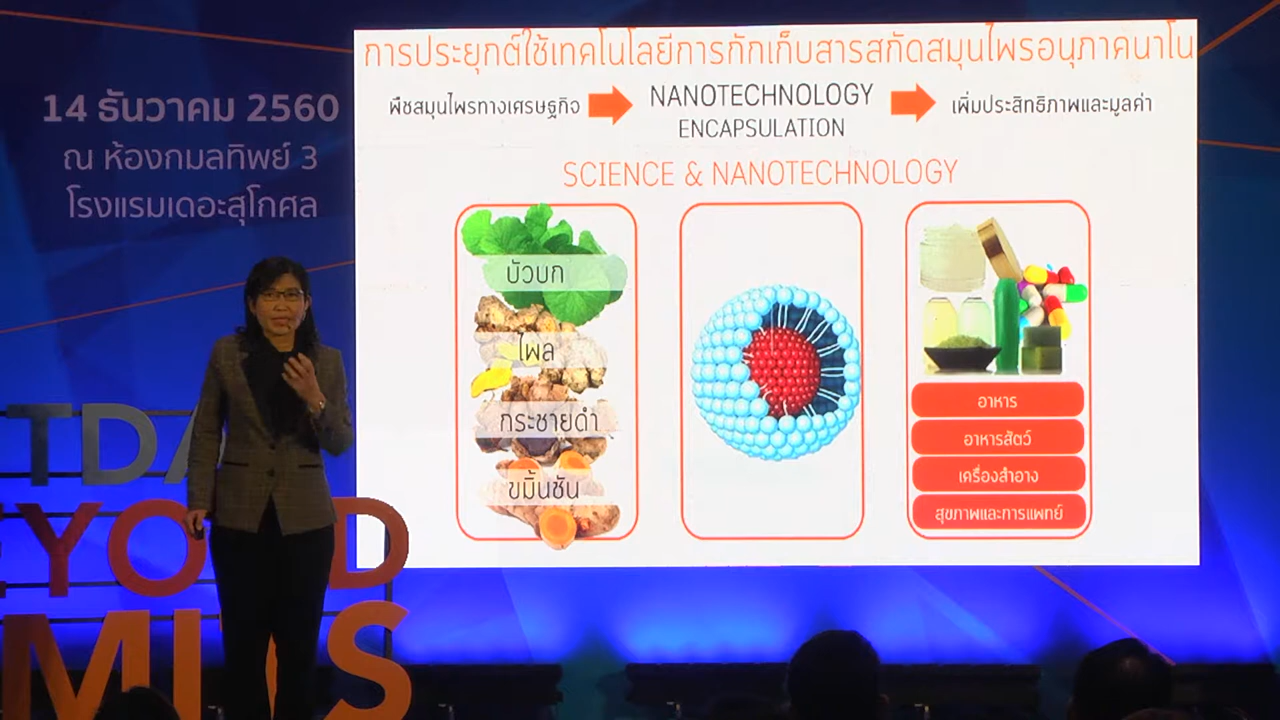 14 ธันวาคม 2560
ณ ห้องกมลทิพย์ 3
โรงแรมเดอะสุโกศล
การประยุกต์ใช้เทคโนโลยีการกักเก็บสารสกัดสมุนไพรอนุภาคนาโน
พืชสมุนไพรทางเศรษฐกิจ
NANOTECHNOLOGY
ENCAPSULATION
เพิ่มประสิทธิภาพและมูลค่า
SCIENCE & NANOTECHNOLOGY
บัวบก
ไพล
กระชายดำ
ขมิ้นชัน
อาหาร
อาหารสัตว์
เครื่องสำอาง
สุขภาพและการแพทย์